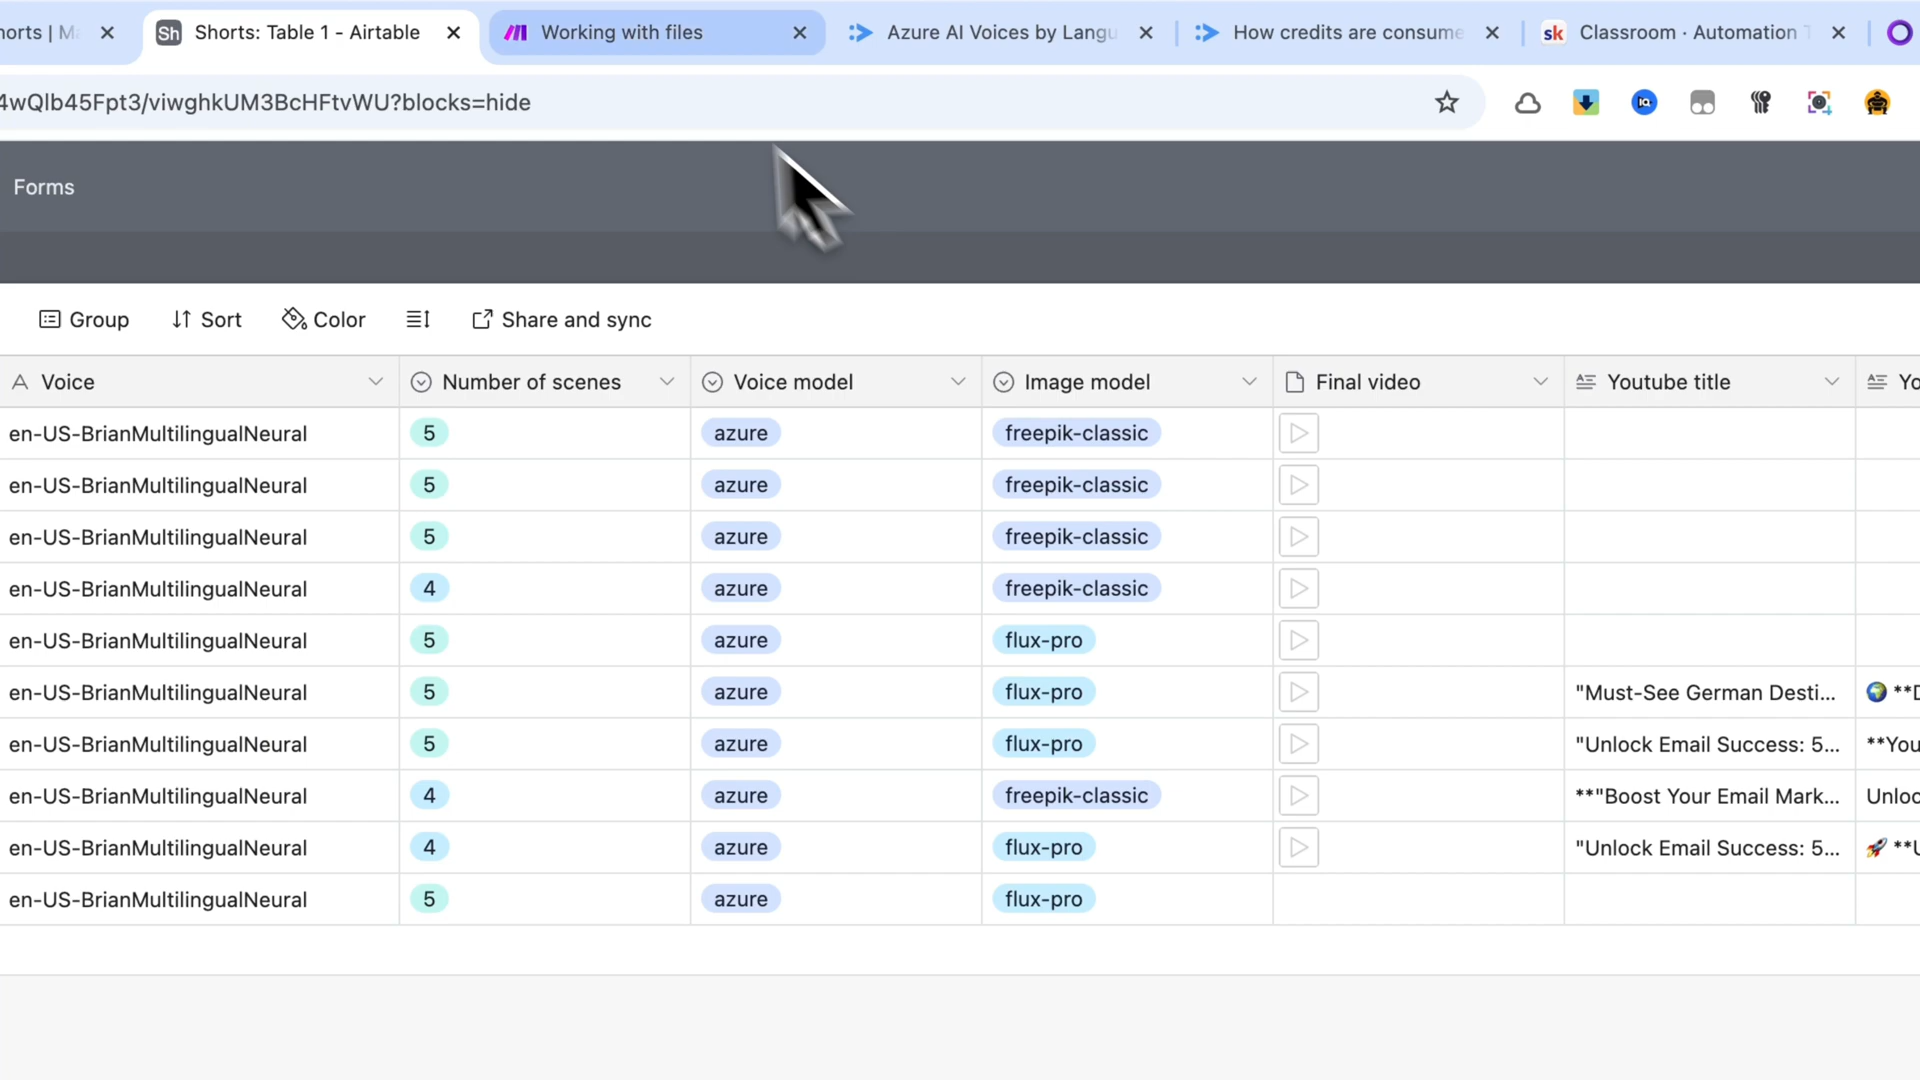 horts | Ma
Sh Shorts: Table 1 - Airtable
Working with files
Azure AI Voices by Langu
How credits are consume
sk Classroom · Automation T
4wQlb45Fpt3/viwghkUM3BcHFtvWU?blocks=hide
Forms
Group Sort Color Share and sync
Voice Number of scenes Voice model Image model Final video Youtube title Yo
en-US-BrianMultilingualNeural 5 azure freepik-classic
en-US-BrianMultilingualNeural 5 azure freepik-classic
en-US-BrianMultilingualNeural 5 azure freepik-classic
en-US-BrianMultilingualNeural 4 azure freepik-classic
en-US-BrianMultilingualNeural 5 azure flux-pro
en-US-BrianMultilingualNeural 5 azure flux-pro "Must-See German Desti... 🌍 **D
en-US-BrianMultilingualNeural 5 azure flux-pro "Unlock Email Success: 5... **You
en-US-BrianMultilingualNeural 4 azure freepik-classic **"Boost Your Email Mark... Unloc
en-US-BrianMultilingualNeural 4 azure flux-pro "Unlock Email Success: 5... 🚀 **U
en-US-BrianMultilingualNeural 5 azure flux-pro